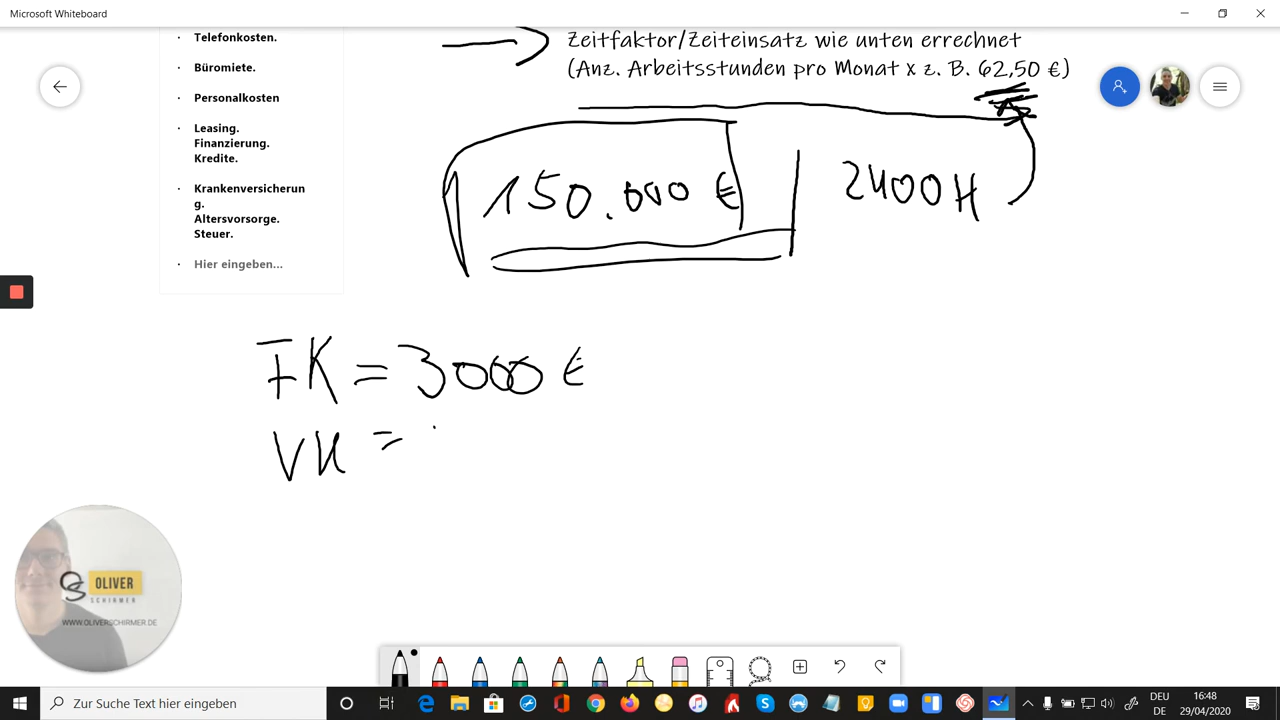 Microsoft Whiteboard
Telefonkosten.
Büromiete.
Personalkosten
Leasing.
Finanzierung.
Kredite.
Krankenversicherun
g.
Altersvorsorge.
Steuer.
Hier eingeben...
Zeitfaktor/Zeiteinsatz wie unten errechnet
(Anz. Arbeitsstunden pro Monat x z. B. 62,50 €)
150.000 € | 2400 H
FK = 3000 €
VK =
OS OLIVER
SCHIRMER
WWW.OLIVERSCHIRMER.DE
Zur Suche Text hier eingeben
DEU 16:48
DE 29/04/2020